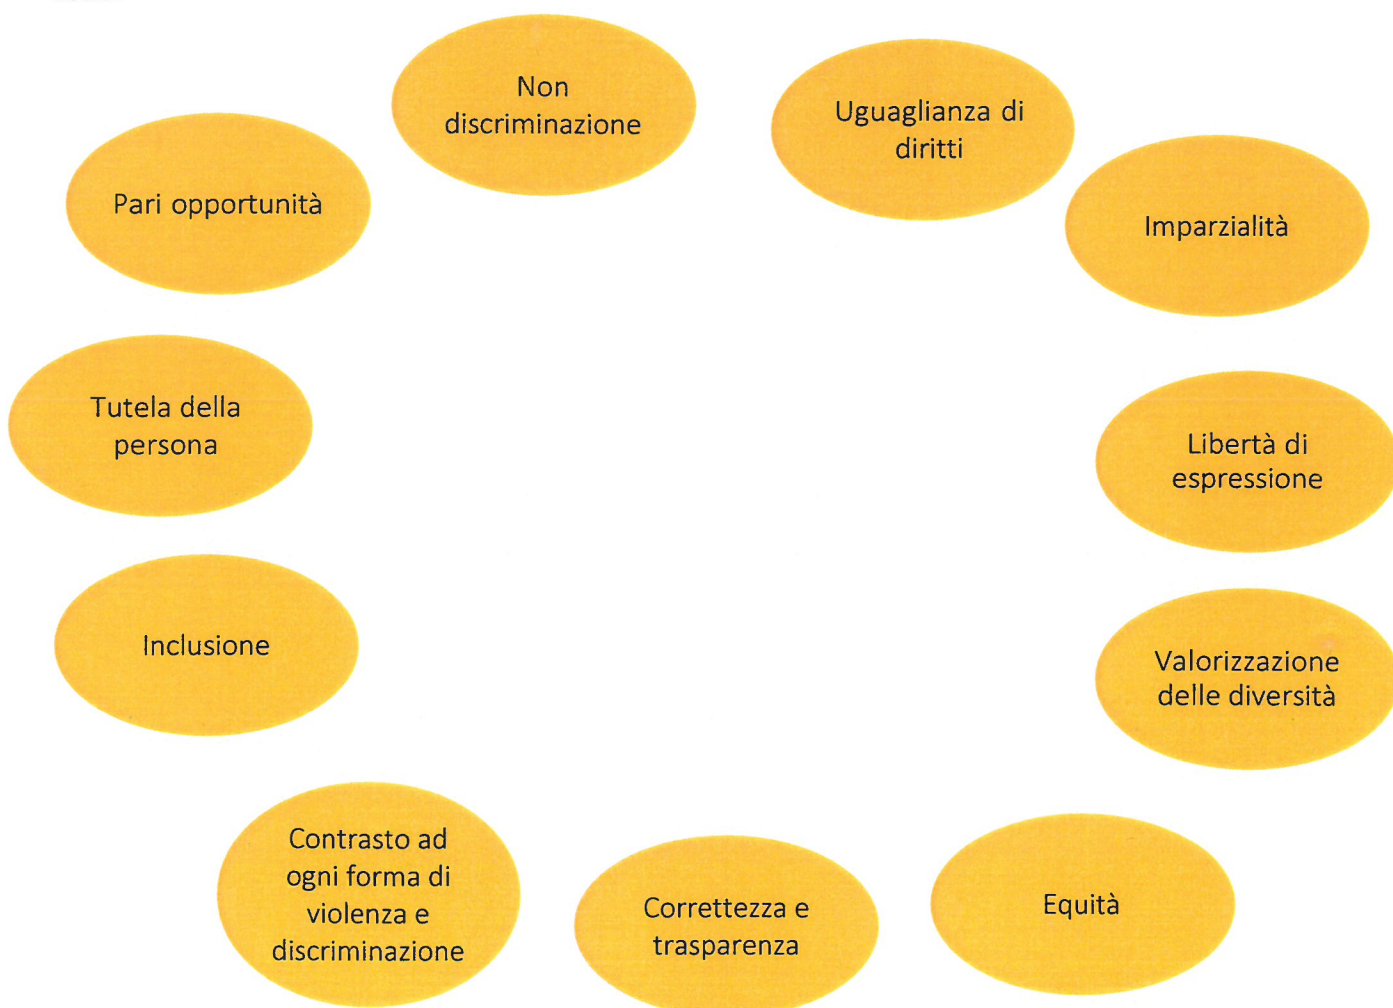 Non
discriminazione
Uguaglianza di
diritti
Pari opportunità
Imparzialità
Tutela della
persona
Libertà di
espressione
Inclusione
Valorizzazione
delle diversità
Contrasto ad
ogni forma di
violenza e
discriminazione
Correttezza e
trasparenza
Equità